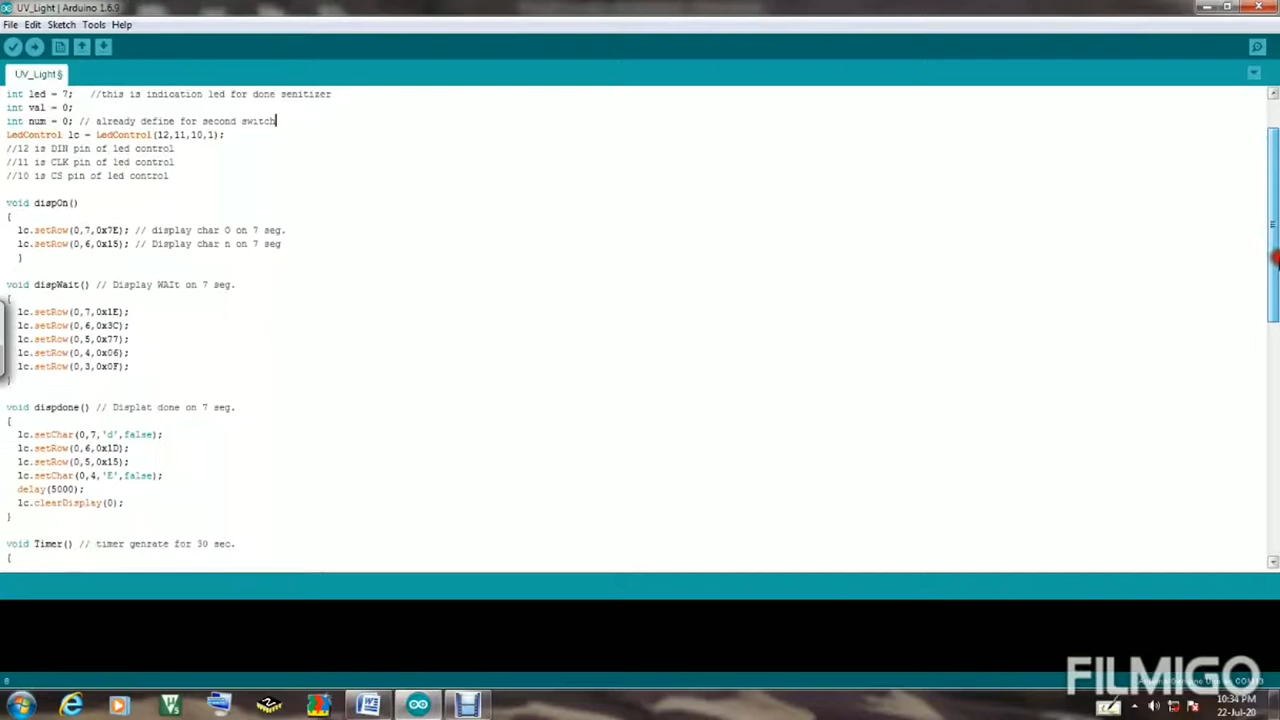 UV_Light | Arduino 1.6.9
File Edit Sketch Tools Help
UV_Light§
int led = 7;   //this is indication led for done senitizer
int val = 0;
int num = 0; // already define for second switch
LedControl lc = LedControl(12,11,10,1);
//12 is DIN pin of led control
//11 is CLK pin of led control
//10 is CS pin of led control
void dispOn()
{
lc.setRow(0,7,0x7E); // display char O on 7 seg.
lc.setRow(0,6,0x15); // Display char n on 7 seg
}
void dispWait() // Display WAIt on 7 seg.
{
lc.setRow(0,7,0x1E);
lc.setRow(0,6,0x3C);
lc.setRow(0,5,0x77);
lc.setRow(0,4,0x06);
lc.setRow(0,3,0x0F);
}
void dispdone() // Displat done on 7 seg.
{
lc.setChar(0,7,'d',false);
lc.setRow(0,6,0x1D);
lc.setRow(0,5,0x15);
lc.setChar(0,4,'E',false);
delay(5000);
lc.clearDisplay(0);
}
void Timer() // timer genrate for 30 sec.
{
FILMIGO
10:34 PM
22-Jul-20